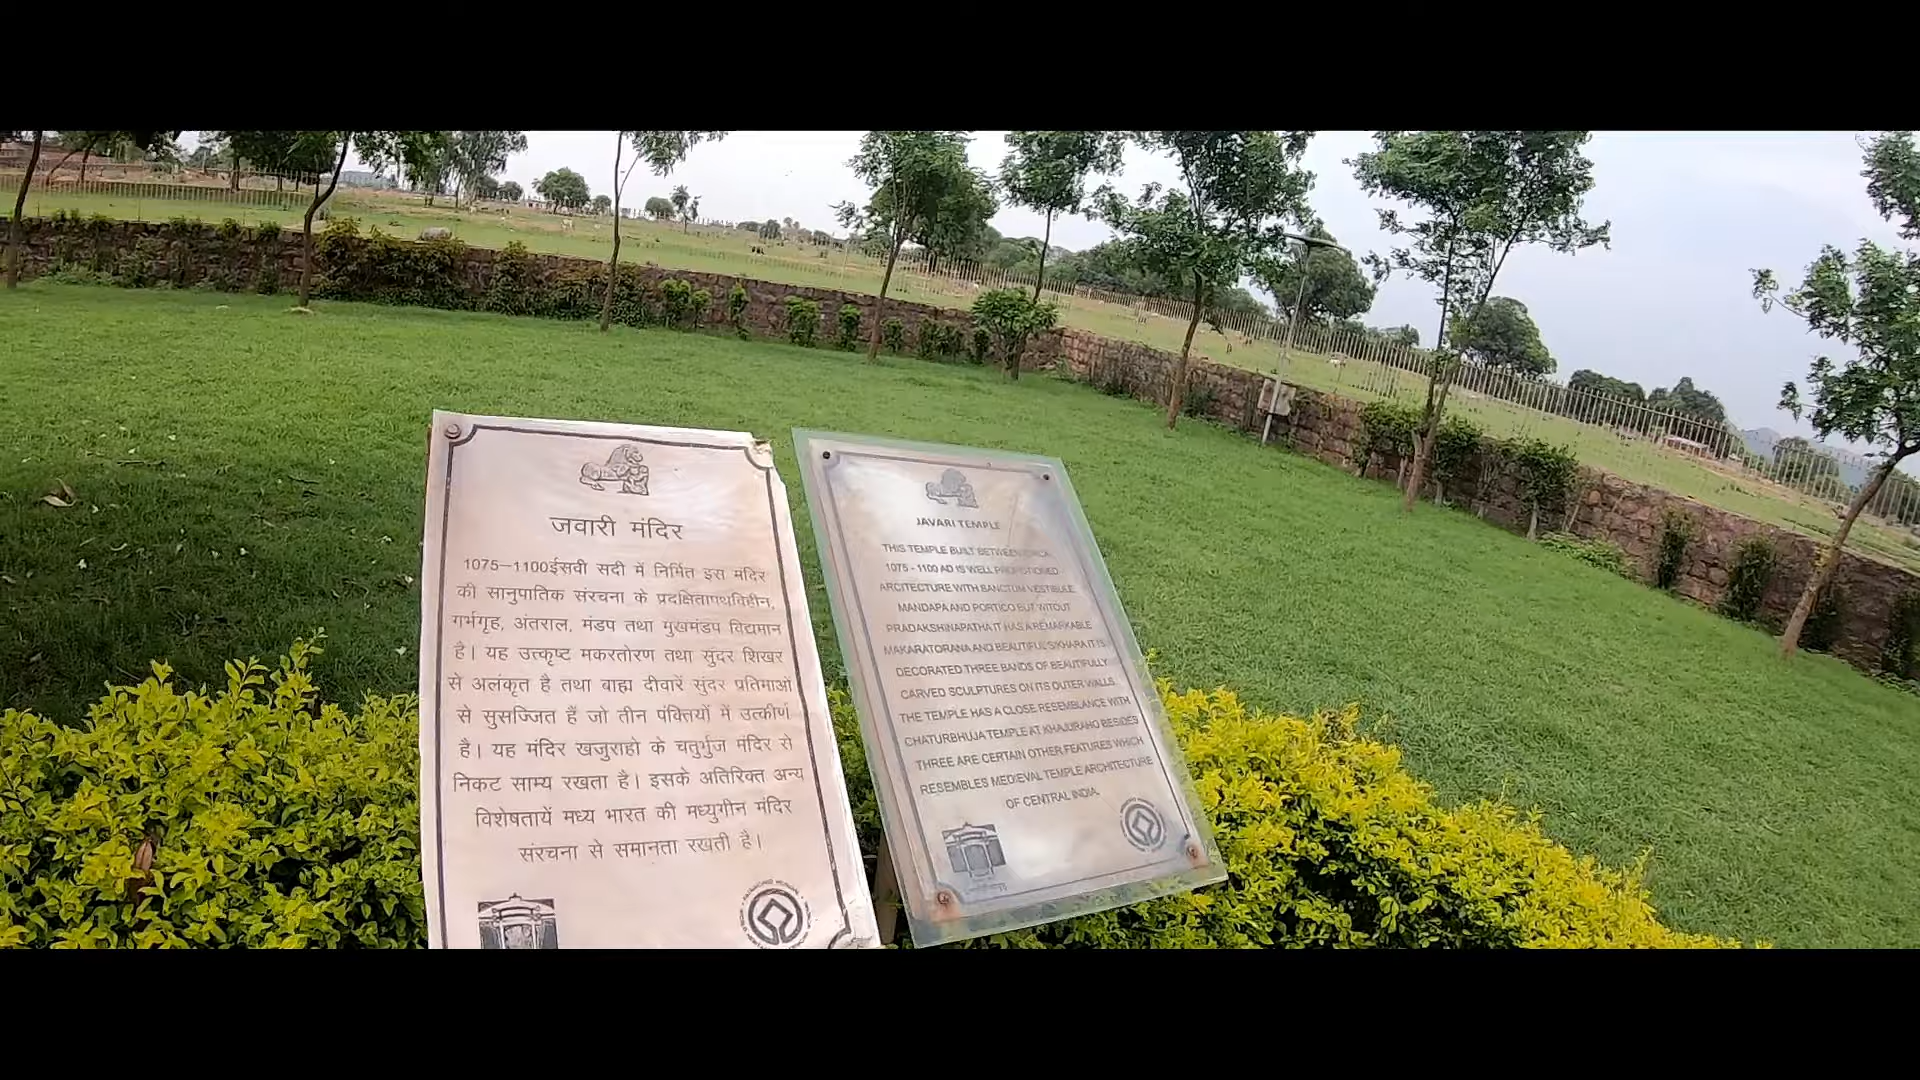 जवारी मंदिर
1075–1100ईसवी सदी में निर्मित इस मंदिर
की सानुपातिक संरचना के प्रदक्षितापथविहीन,
गर्भगृह, अंतराल, मंडप तथा मुखमंडप विद्यमान
है। यह उत्कृष्ट मकरतोरण तथा सुंदर शिखर
से अलंकृत है तथा बाह्म दीवारें सुंदर प्रतिमाओं
से सुसज्जित हैं जो तीन पंक्तियों में उत्कीर्ण
है। यह मंदिर खजुराहो के चतुर्भुज मंदिर से
निकट साम्य रखता है। इसके अतिरिक्त अन्य
विशेषतायें मध्य भारत की मध्युगीन मंदिर
संरचना से समानता रखती है।
JAVARI TEMPLE
THIS TEMPLE BUILT BETWEEN CIRCA
1075 - 1100 AD IS WELL PROPOTIONED
ARCITECTURE WITH SANCTUM VESTIBULE
MANDAPA AND PORTICO BUT WITOUT
PRADAKSHINAPATHA IT HAS A REMARKABLE
MAKARATORANA AND BEAUTIFUL SIKHARA IT IS
DECORATED THREE BANDS OF BEAUTIFULLY
CARVED SCULPTURES ON ITS OUTER WALLS.
THE TEMPLE HAS A CLOSE RESEMBLANCE WITH
CHATURBHUJA TEMPLE AT KHAJURAHO BESIDES
THREE ARE CERTAIN OTHER FEATURES WHICH
RESEMBLES MEDIEVAL TEMPLE ARCHITECTURE
OF CENTRAL INDIA.